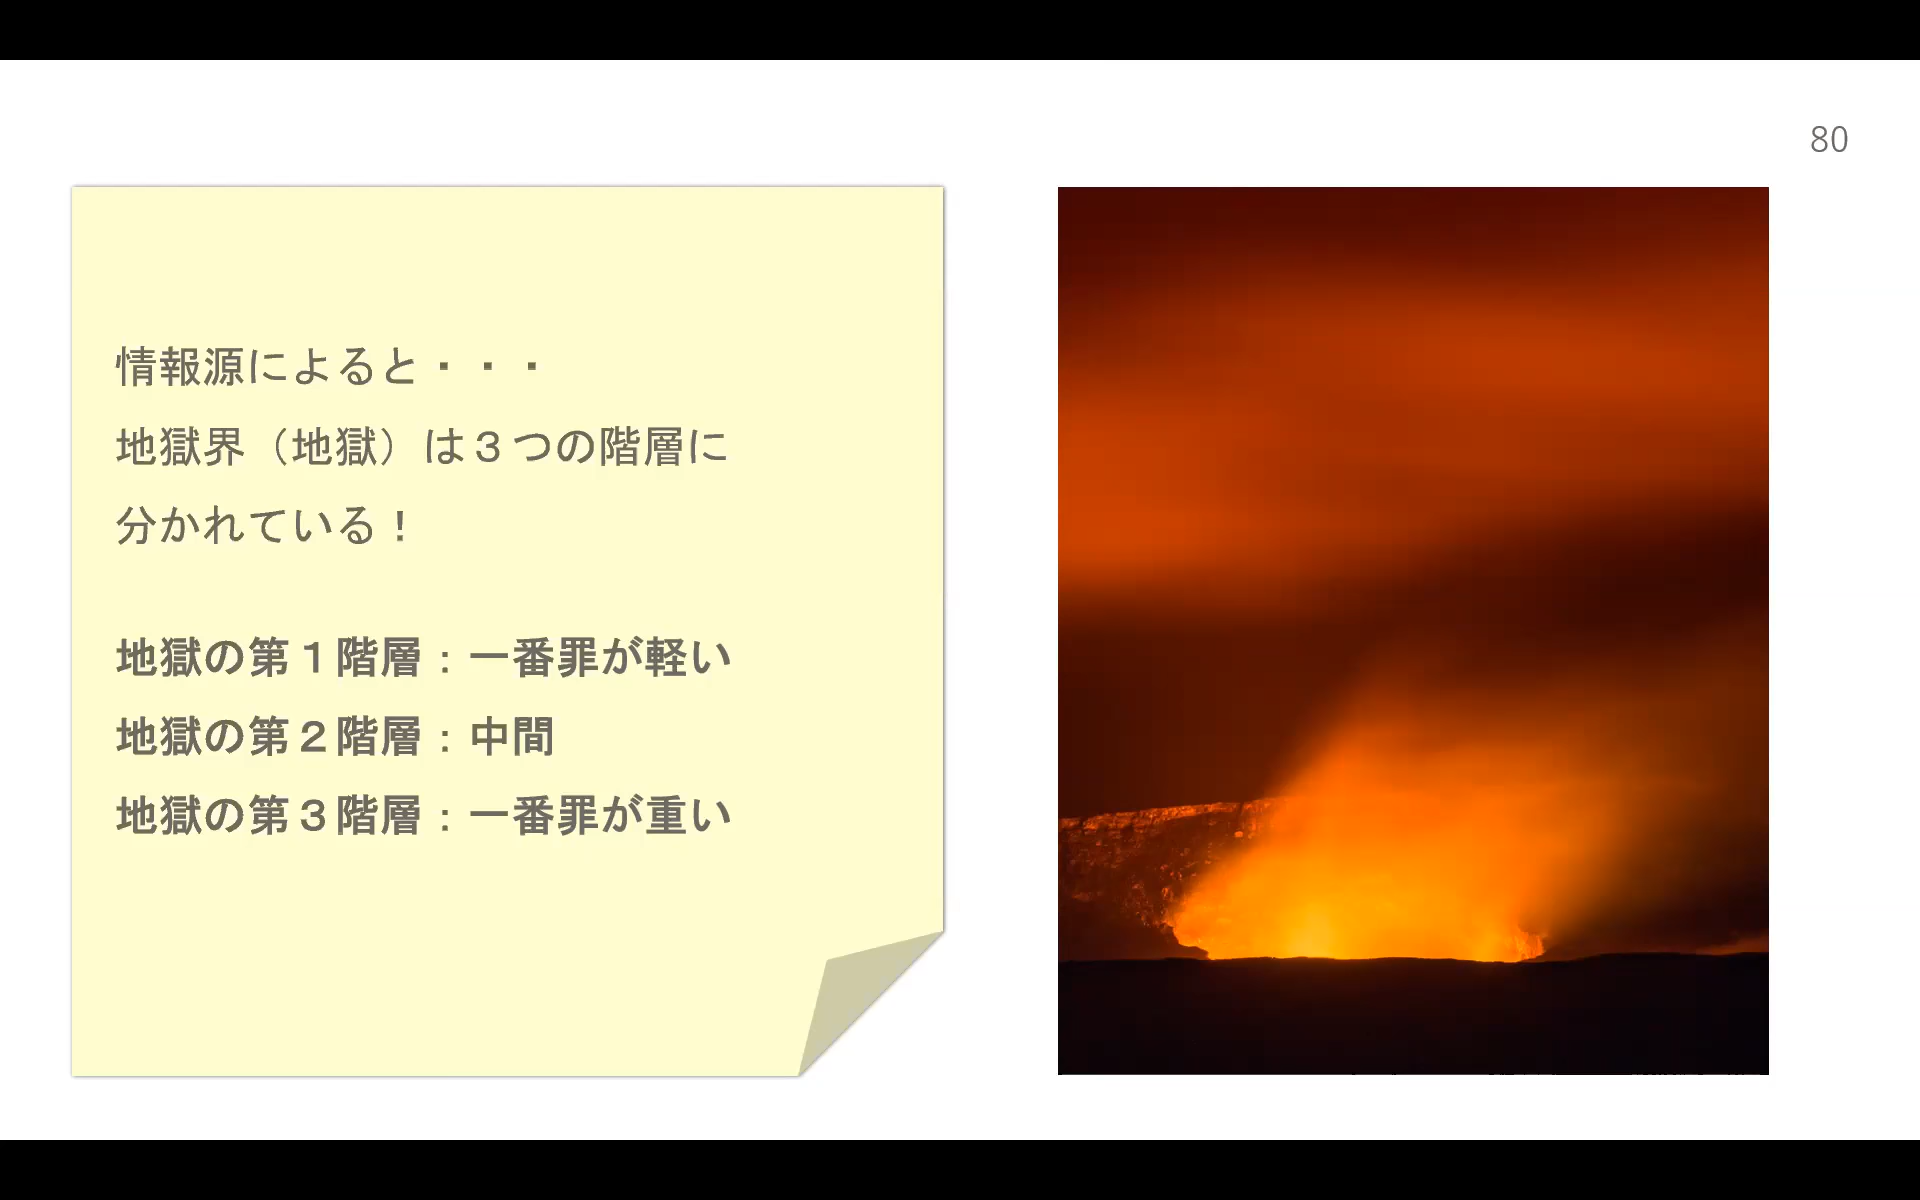 80
情報源によると・・・
地獄界（地獄）は３つの階層に
分かれている！
地獄の第１階層：一番罪が軽い
地獄の第２階層：中間
地獄の第３階層：一番罪が重い